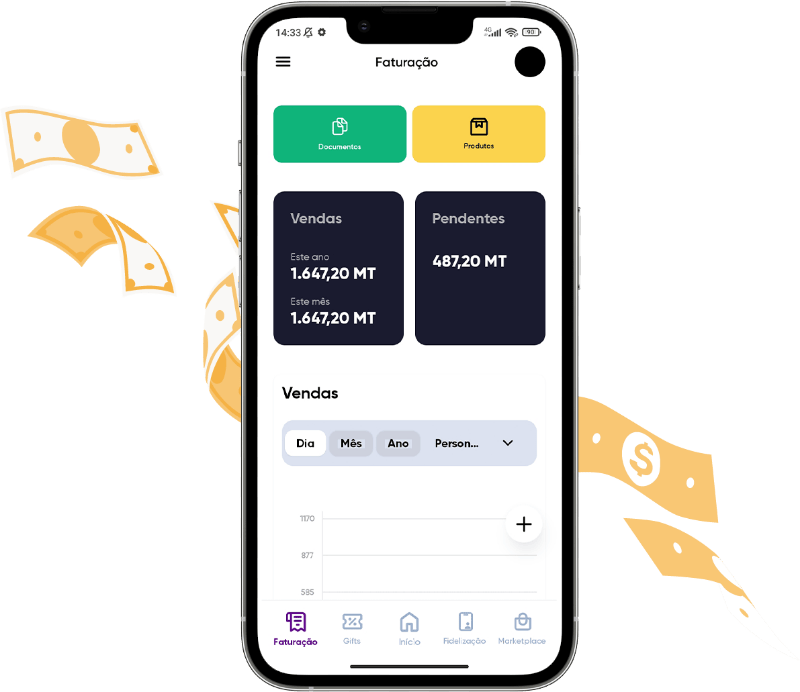 14:33
4G
90
Faturação
Documentos
Produtos
Vendas
Pendentes
Este ano
487,20 MT
1.647,20 MT
Este mês
1.647,20 MT
Vendas
Dia Mês Ano Person...
1170
877
585
Faturação Gifts Início Fidelização Marketplace
$